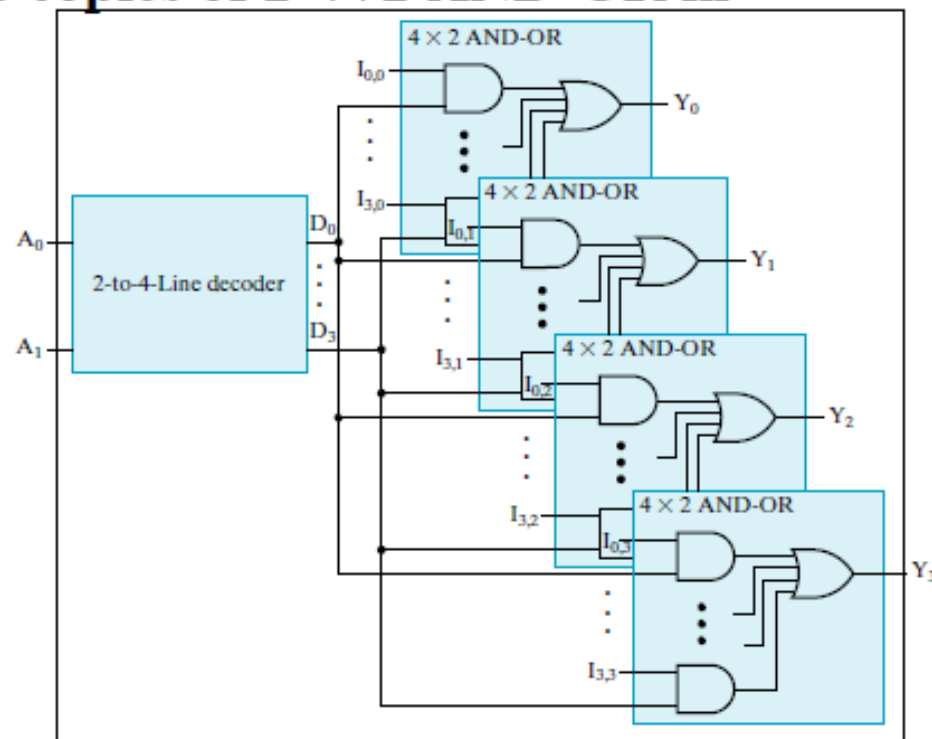 4 × 2 AND-OR
I0,0
Y0
I3,0
4 × 2 AND-OR
D0
I0,1
A0
Y1
2-to-4-Line decoder
D3
A1
I3,1
4 × 2 AND-OR
I0,2
Y2
4 × 2 AND-OR
I3,2
I0,3
Y3
I3,3